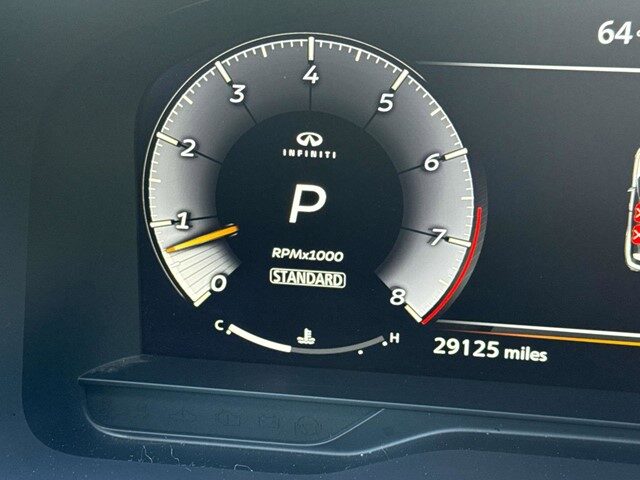 64
4
3
5
2
6
INFINITI
P
1
7
RPMx1000
STANDARD
0
8
C
H
29125 miles